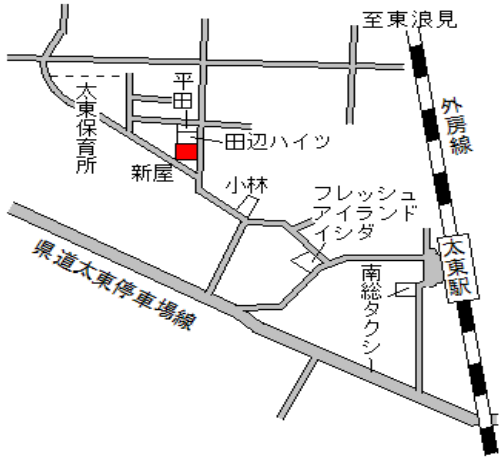 至東浪見
外房線
平田
太東保育所
田辺ハイツ
新屋
小林
フレッシュ
アイランド
イシダ
太東駅
南総タクシー
県道太東停車場線